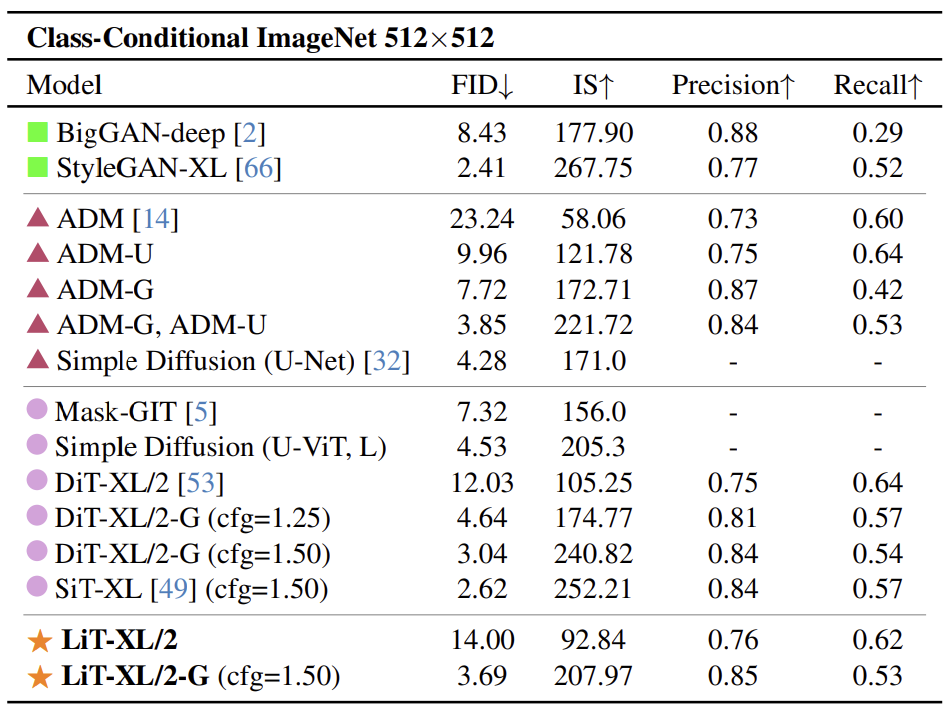 Class-Conditional ImageNet 512×512
Model FID↓ IS↑ Precision↑ Recall↑
BigGAN-deep [2] 8.43 177.90 0.88 0.29
StyleGAN-XL [66] 2.41 267.75 0.77 0.52
ADM [14] 23.24 58.06 0.73 0.60
ADM-U 9.96 121.78 0.75 0.64
ADM-G 7.72 172.71 0.87 0.42
ADM-G, ADM-U 3.85 221.72 0.84 0.53
Simple Diffusion (U-Net) [32] 4.28 171.0 - -
Mask-GIT [5] 7.32 156.0 - -
Simple Diffusion (U-ViT, L) 4.53 205.3 - -
DiT-XL/2 [53] 12.03 105.25 0.75 0.64
DiT-XL/2-G (cfg=1.25) 4.64 174.77 0.81 0.57
DiT-XL/2-G (cfg=1.50) 3.04 240.82 0.84 0.54
SiT-XL [49] (cfg=1.50) 2.62 252.21 0.84 0.57
LiT-XL/2 14.00 92.84 0.76 0.62
LiT-XL/2-G (cfg=1.50) 3.69 207.97 0.85 0.53